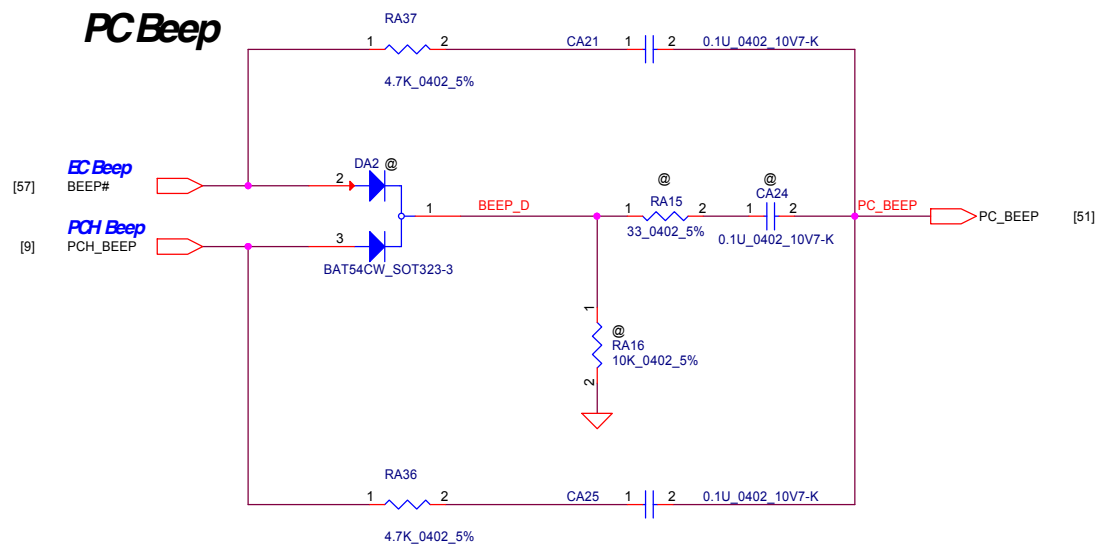 PC Beep
RA37
1 2
CA21 1 2 0.1U_0402_10V7-K
4.7K_0402_5%
EC Beep
[57] BEEP#
2 DA2 @
PCH Beep
[9] PCH_BEEP
3
BAT54CW_SOT323-3
1 BEEP_D
@
1 RA15 2
33_0402_5%
@
CA24
1 2
0.1U_0402_10V7-K
PC_BEEP
PC_BEEP [51]
1
@
RA16
10K_0402_5%
2
RA36
1 2
CA25 1 2 0.1U_0402_10V7-K
4.7K_0402_5%